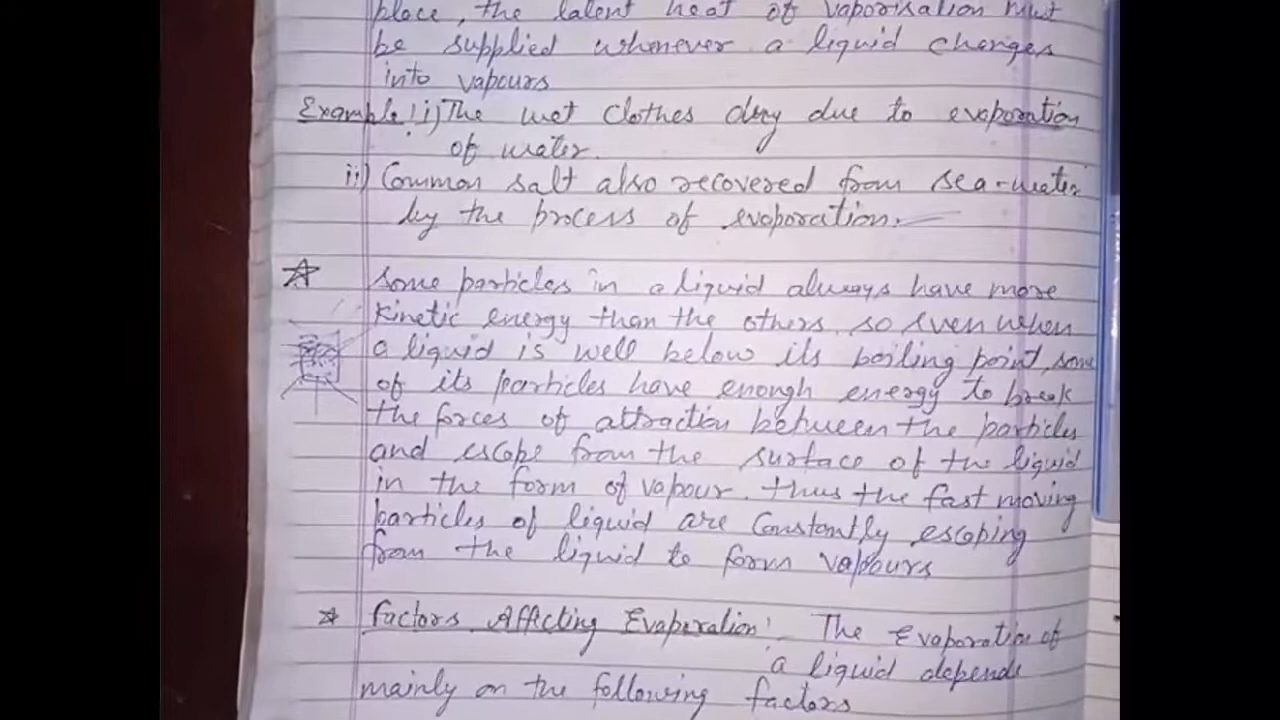 place, the latent heat of vaporisation must
be supplied whenever a liquid changes
into vapours
Example: i) The wet clothes dry due to evaporation
of water.
ii) Common salt also recovered from sea-water
by the process of evaporation.
☆ Some particles in a liquid always have more
kinetic energy than the others. so even when
a liquid is well below its boiling point, some
of its particles have enough energy to break
the forces of attraction between the particles
and escape from the surface of the liquid
in the form of vapour. Thus the fast moving
particles of liquid are constantly escaping
from the liquid to form vapours
☆ Factors Affecting Evaporation:- The Evaporation of
a liquid depends
mainly on the following factors